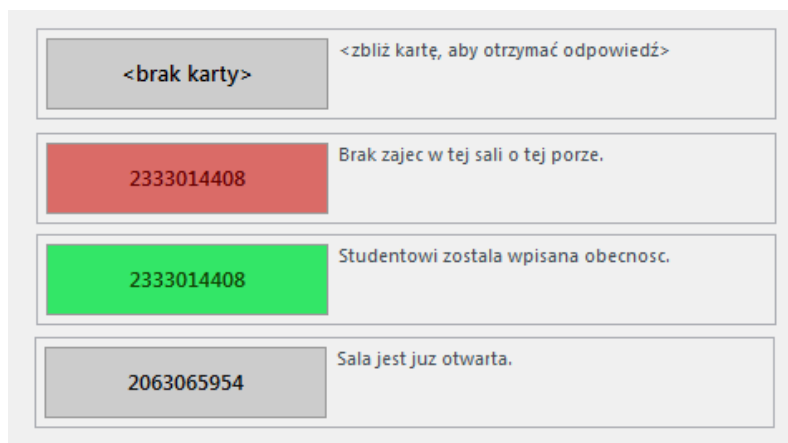 <brak karty>
<zbliż kartę, aby otrzymać odpowiedź>
2333014408
Brak zajec w tej sali o tej porze.
2333014408
Studentowi zostala wpisana obecnosc.
2063065954
Sala jest juz otwarta.